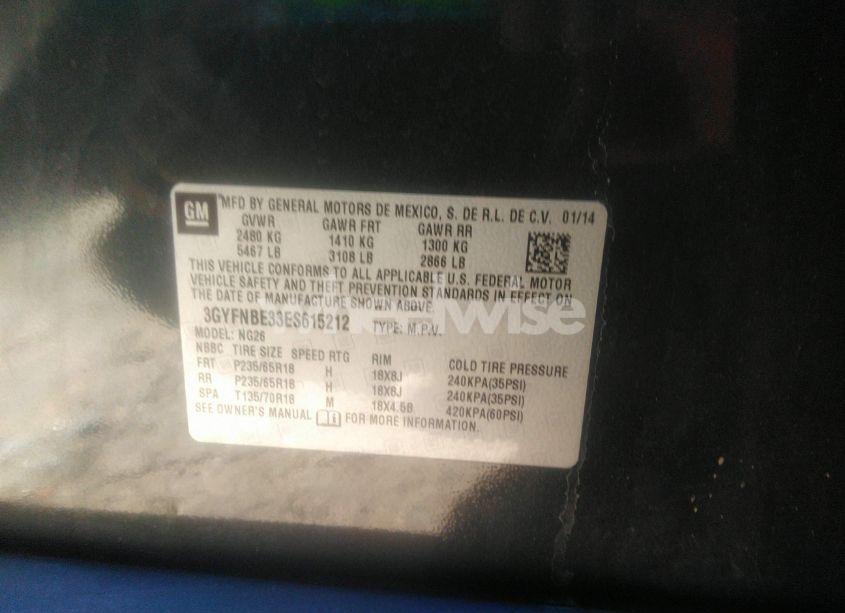 GM MFD BY GENERAL MOTORS DE MEXICO, S. DE R.L. DE C.V. 01/14
GVWR GAWR FRT GAWR RR
2480 KG 1410 KG 1300 KG
5467 LB 3108 LB 2866 LB
THIS VEHICLE CONFORMS TO ALL APPLICABLE U.S. FEDERAL MOTOR
VEHICLE SAFETY AND THEFT PREVENTION STANDARDS IN EFFECT ON
THE DATE OF MANUFACTURE SHOWN ABOVE.
3GYFNBE33ES615212 TYPE: M.P.V.
MODEL: NG26
NBBC TIRE SIZE SPEED RTG RIM COLD TIRE PRESSURE
FRT P235/65R18 H 18X8J 240KPA(35PSI)
RR P235/65R18 H 18X8J 240KPA(35PSI)
SPA T135/70R18 M 18X4.5B 420KPA(60PSI)
SEE OWNER'S MANUAL FOR MORE INFORMATION.